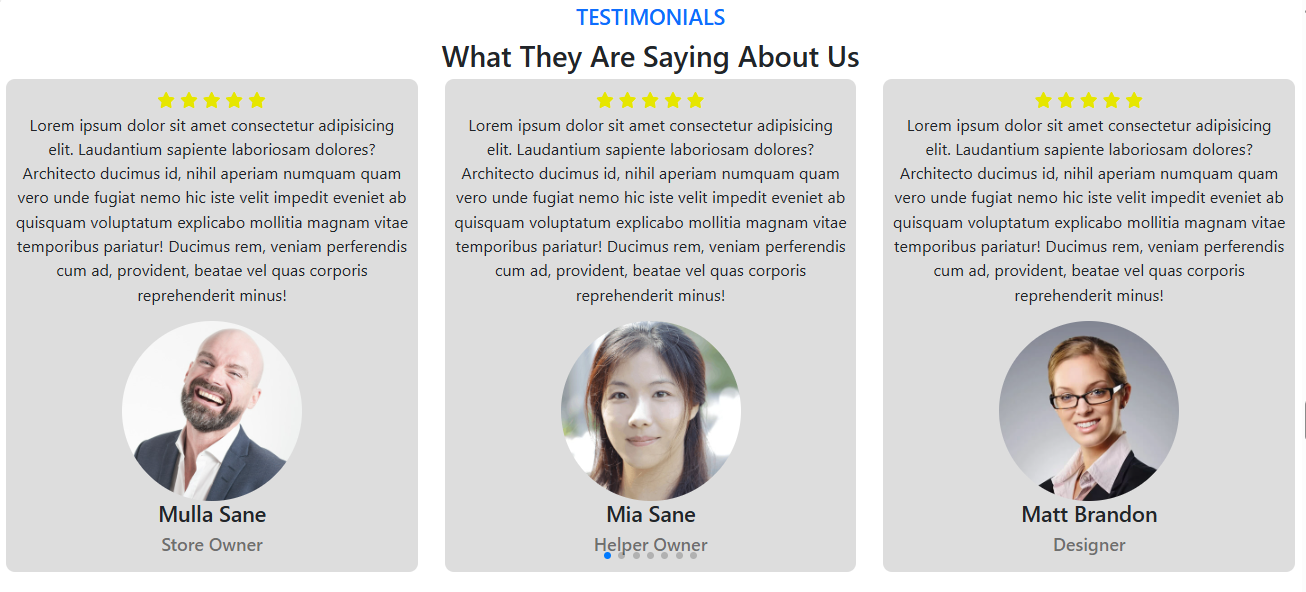 TESTIMONIALS
What They Are Saying About Us
Lorem ipsum dolor sit amet consectetur adipisicing
elit. Laudantium sapiente laboriosam dolores?
Architecto ducimus id, nihil aperiam numquam quam
vero unde fugiat nemo hic iste velit impedit eveniet ab
quisquam voluptatum explicabo mollitia magnam vitae
temporibus pariatur! Ducimus rem, veniam perferendis
cum ad, provident, beatae vel quas corporis
reprehenderit minus!
Mulla Sane
Store Owner
Lorem ipsum dolor sit amet consectetur adipisicing
elit. Laudantium sapiente laboriosam dolores?
Architecto ducimus id, nihil aperiam numquam quam
vero unde fugiat nemo hic iste velit impedit eveniet ab
quisquam voluptatum explicabo mollitia magnam vitae
temporibus pariatur! Ducimus rem, veniam perferendis
cum ad, provident, beatae vel quas corporis
reprehenderit minus!
Mia Sane
Helper Owner
Lorem ipsum dolor sit amet consectetur adipisicing
elit. Laudantium sapiente laboriosam dolores?
Architecto ducimus id, nihil aperiam numquam quam
vero unde fugiat nemo hic iste velit impedit eveniet ab
quisquam voluptatum explicabo mollitia magnam vitae
temporibus pariatur! Ducimus rem, veniam perferendis
cum ad, provident, beatae vel quas corporis
reprehenderit minus!
Matt Brandon
Designer